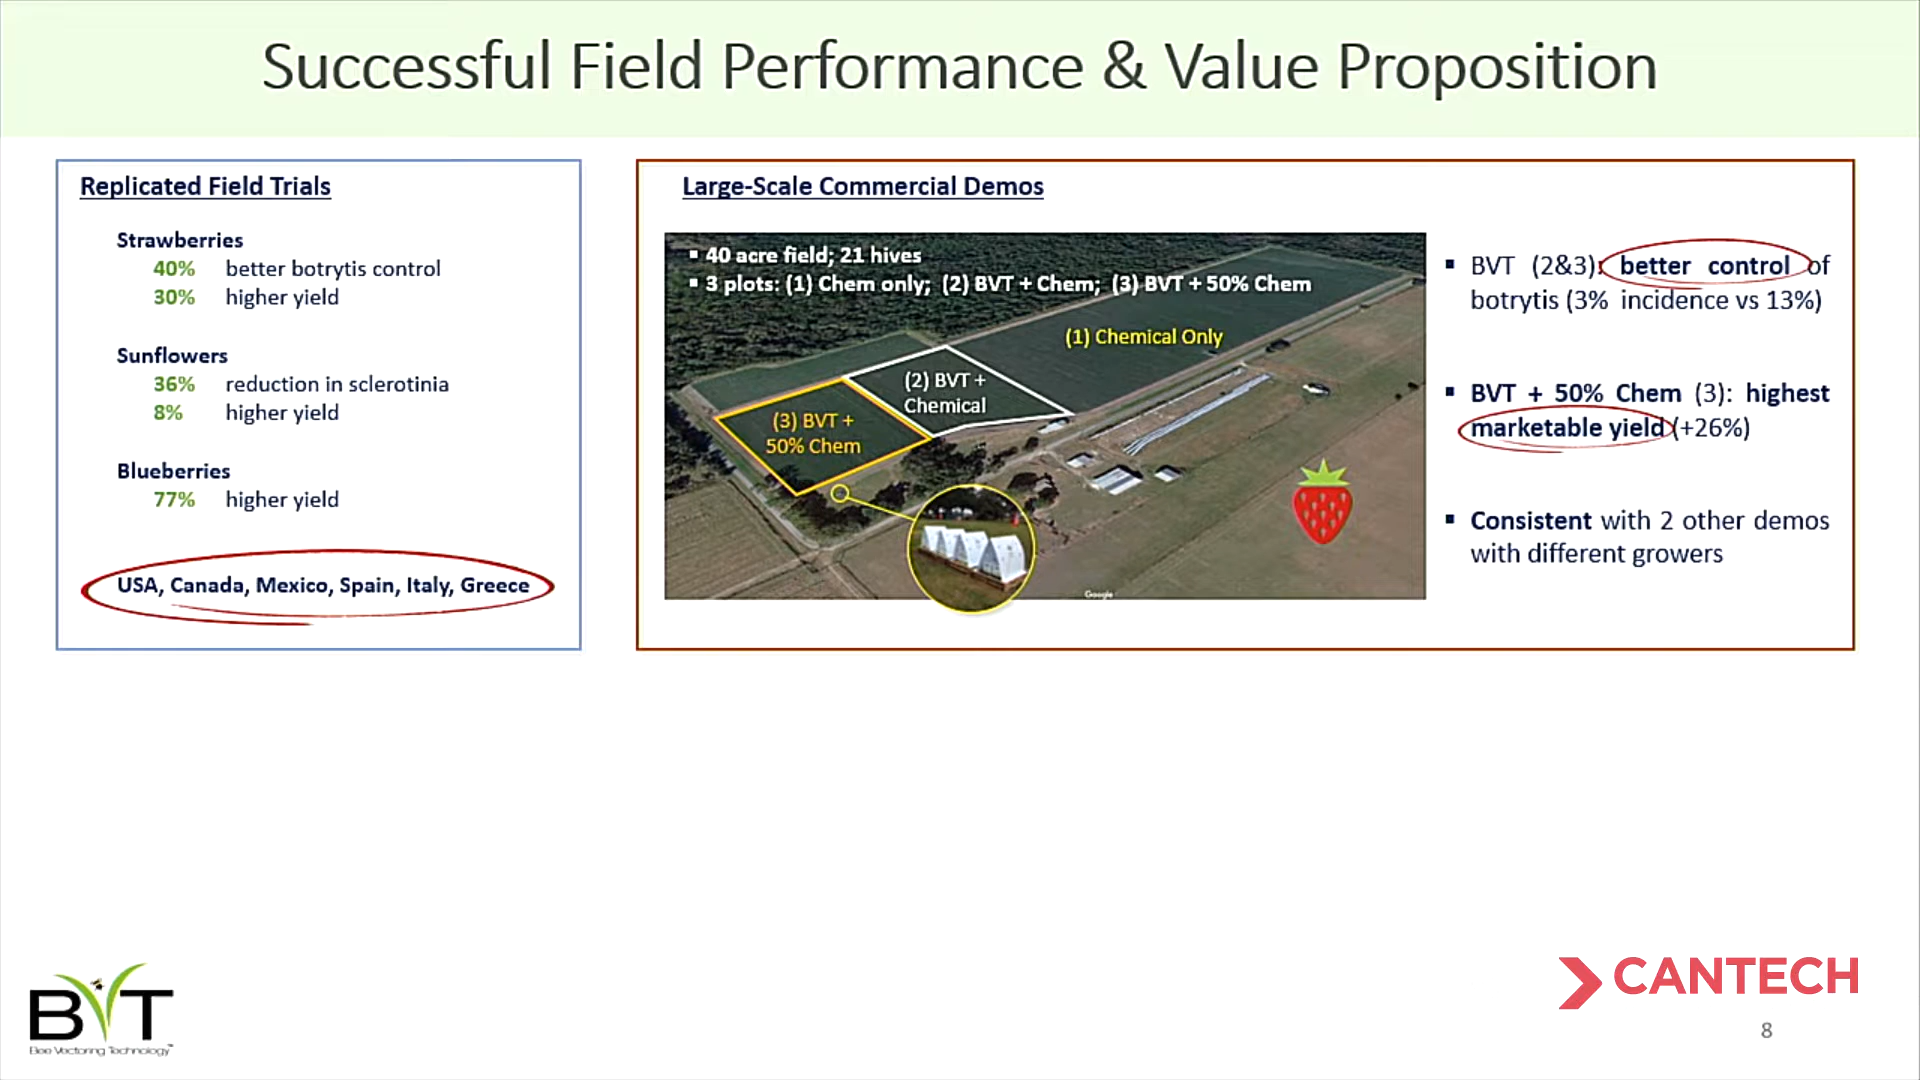 Successful Field Performance & Value Proposition
Replicated Field Trials
Strawberries
40% better botrytis control
30% higher yield
Sunflowers
36% reduction in sclerotinia
8% higher yield
Blueberries
77% higher yield
USA, Canada, Mexico, Spain, Italy, Greece
Large-Scale Commercial Demos
▪ 40 acre field; 21 hives
▪ 3 plots: (1) Chem only; (2) BVT + Chem; (3) BVT + 50% Chem
(1) Chemical Only
(2) BVT +
Chemical
(3) BVT +
50% Chem
Google
▪ BVT (2&3): better control of
botrytis (3% incidence vs 13%)
▪ BVT + 50% Chem (3): highest
marketable yield (+26%)
▪ Consistent with 2 other demos
with different growers
BVT
Bee Vectoring Technology™
CANTECH
8